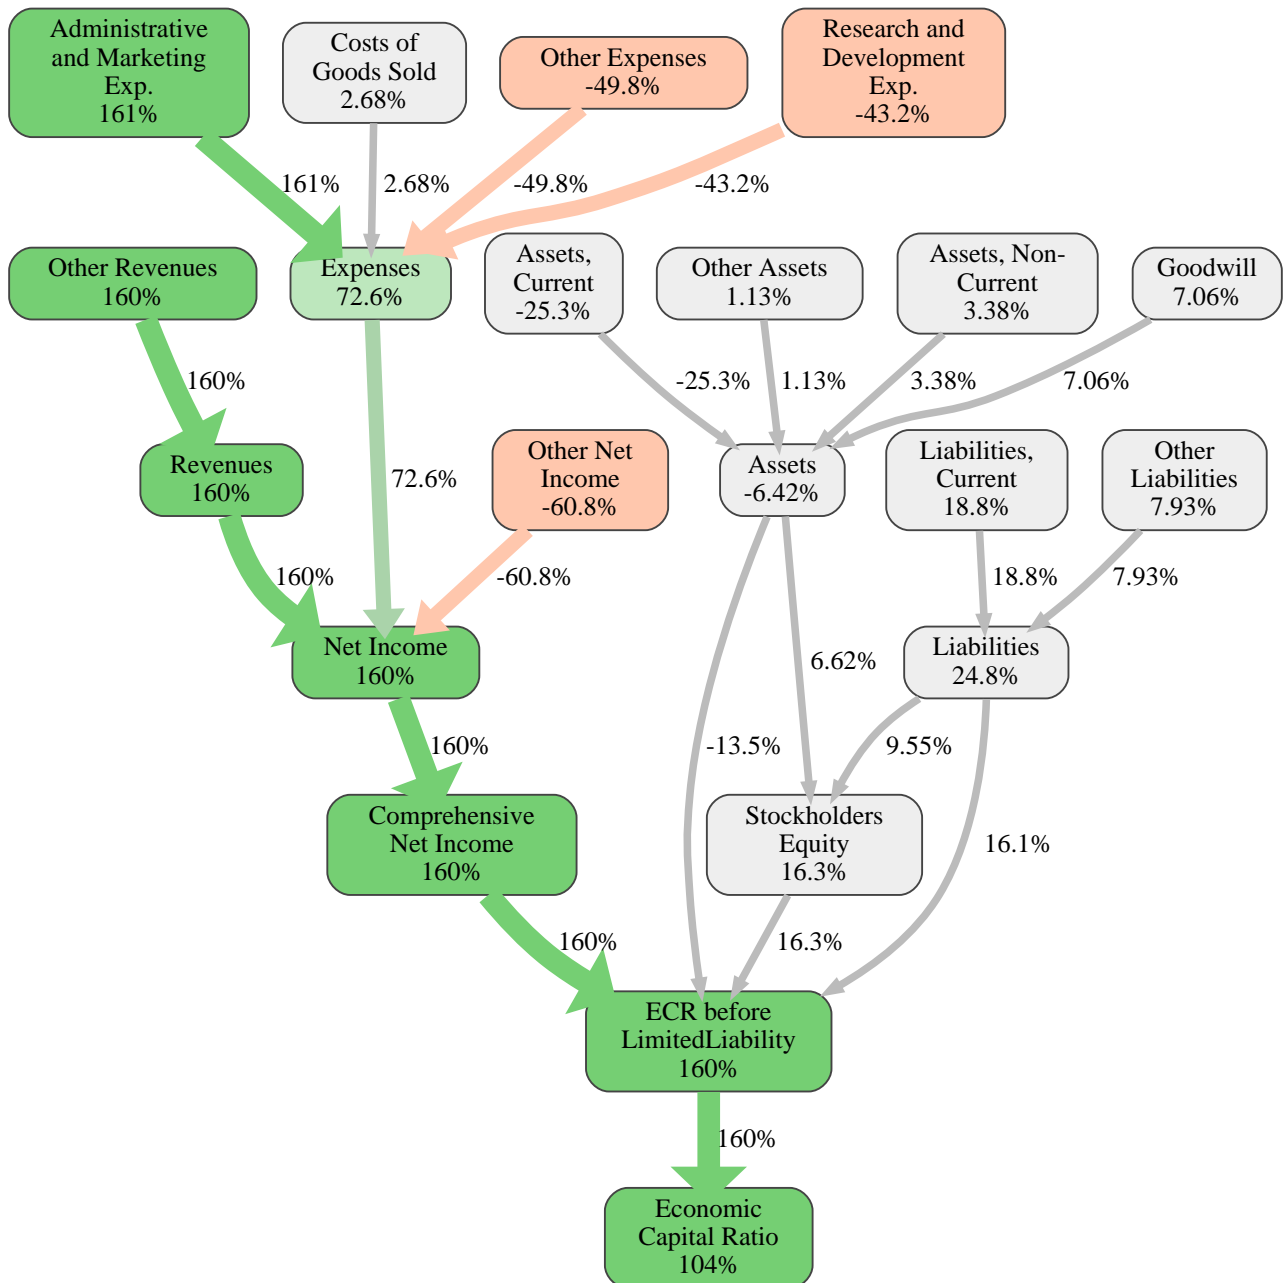 Administrative
and Marketing
Exp.
161%
Costs of
Goods Sold
2.68%
Other Expenses
-49.8%
Research and
Development
Exp.
-43.2%
161%
2.68%
-49.8%
-43.2%
Other Revenues
160%
Expenses
72.6%
Assets,
Current
-25.3%
Other Assets
1.13%
Assets, Non-
Current
3.38%
Goodwill
7.06%
160%
-25.3%
1.13%
3.38%
7.06%
Revenues
160%
72.6%
Other Net
Income
-60.8%
Assets
-6.42%
Liabilities,
Current
18.8%
Other
Liabilities
7.93%
160%
-60.8%
18.8%
7.93%
Net Income
160%
6.62%
Liabilities
24.8%
160%
-13.5%
9.55%
Comprehensive
Net Income
160%
Stockholders
Equity
16.3%
16.1%
160%
16.3%
ECR before
LimitedLiability
160%
160%
Economic
Capital Ratio
104%